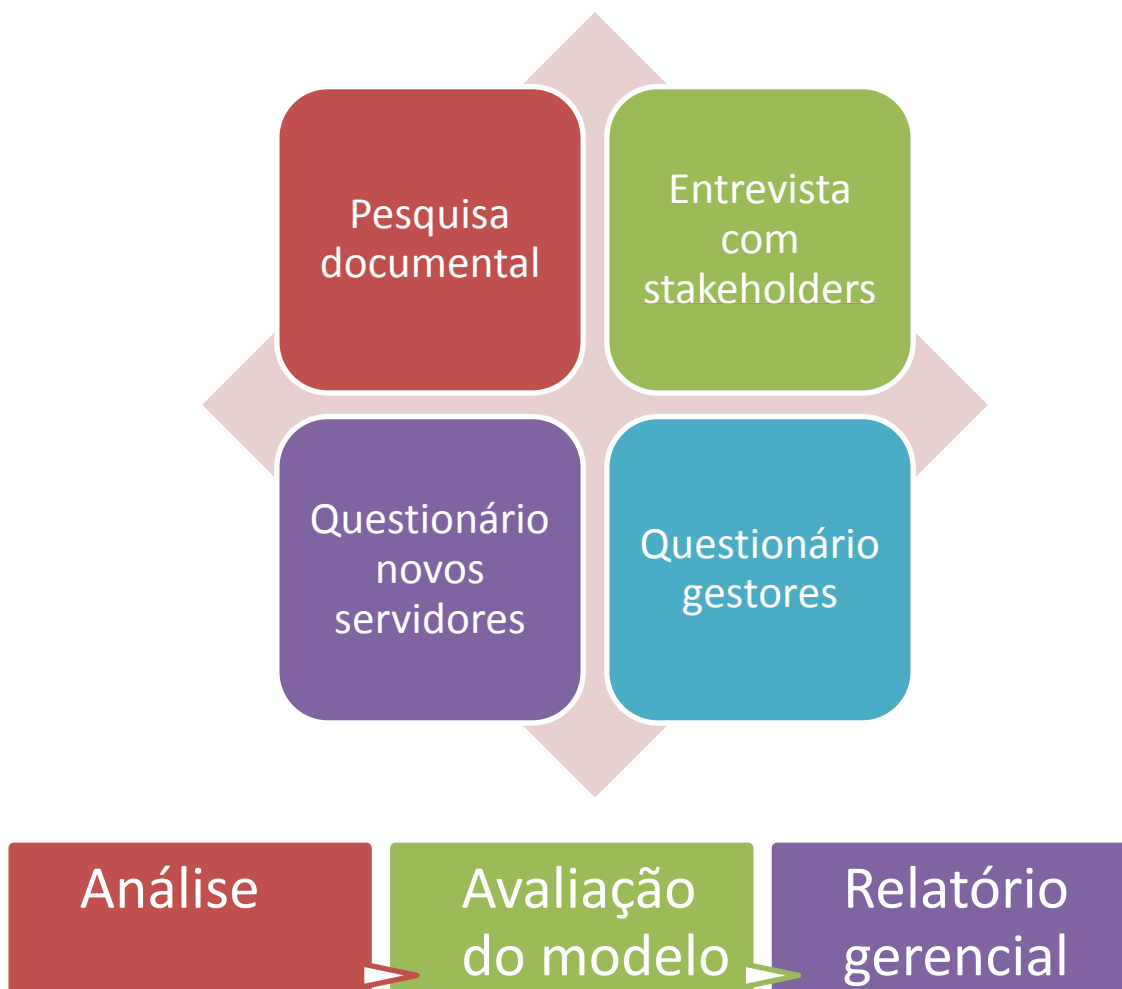 Pesquisa
documental
Entrevista
com
stakeholders
Questionário
novos
servidores
Questionário
gestores
Análise
Avaliação
do modelo
Relatório
gerencial